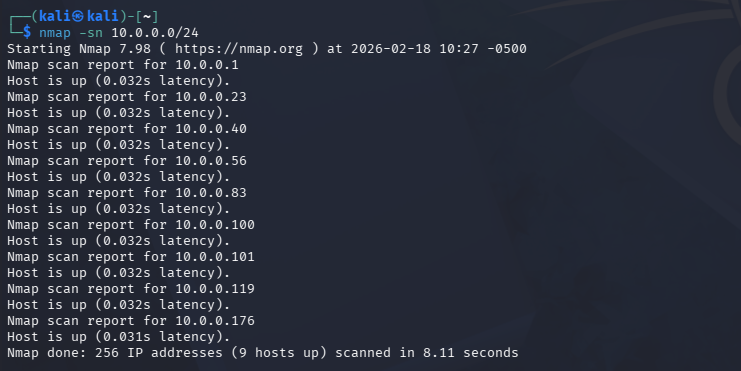 ┌──(kali㉿kali)-[~]
└─$ nmap -sn 10.0.0.0/24
Starting Nmap 7.98 ( https://nmap.org ) at 2026-02-18 10:27 -0500
Nmap scan report for 10.0.0.1
Host is up (0.032s latency).
Nmap scan report for 10.0.0.23
Host is up (0.032s latency).
Nmap scan report for 10.0.0.40
Host is up (0.032s latency).
Nmap scan report for 10.0.0.56
Host is up (0.032s latency).
Nmap scan report for 10.0.0.83
Host is up (0.032s latency).
Nmap scan report for 10.0.0.100
Host is up (0.032s latency).
Nmap scan report for 10.0.0.101
Host is up (0.032s latency).
Nmap scan report for 10.0.0.119
Host is up (0.032s latency).
Nmap scan report for 10.0.0.176
Host is up (0.031s latency).
Nmap done: 256 IP addresses (9 hosts up) scanned in 8.11 seconds